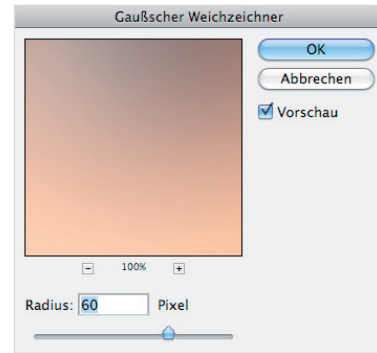 Gaußscher Weichzeichner
OK
Abbrechen
Vorschau
- 100% +
Radius: 60 Pixel